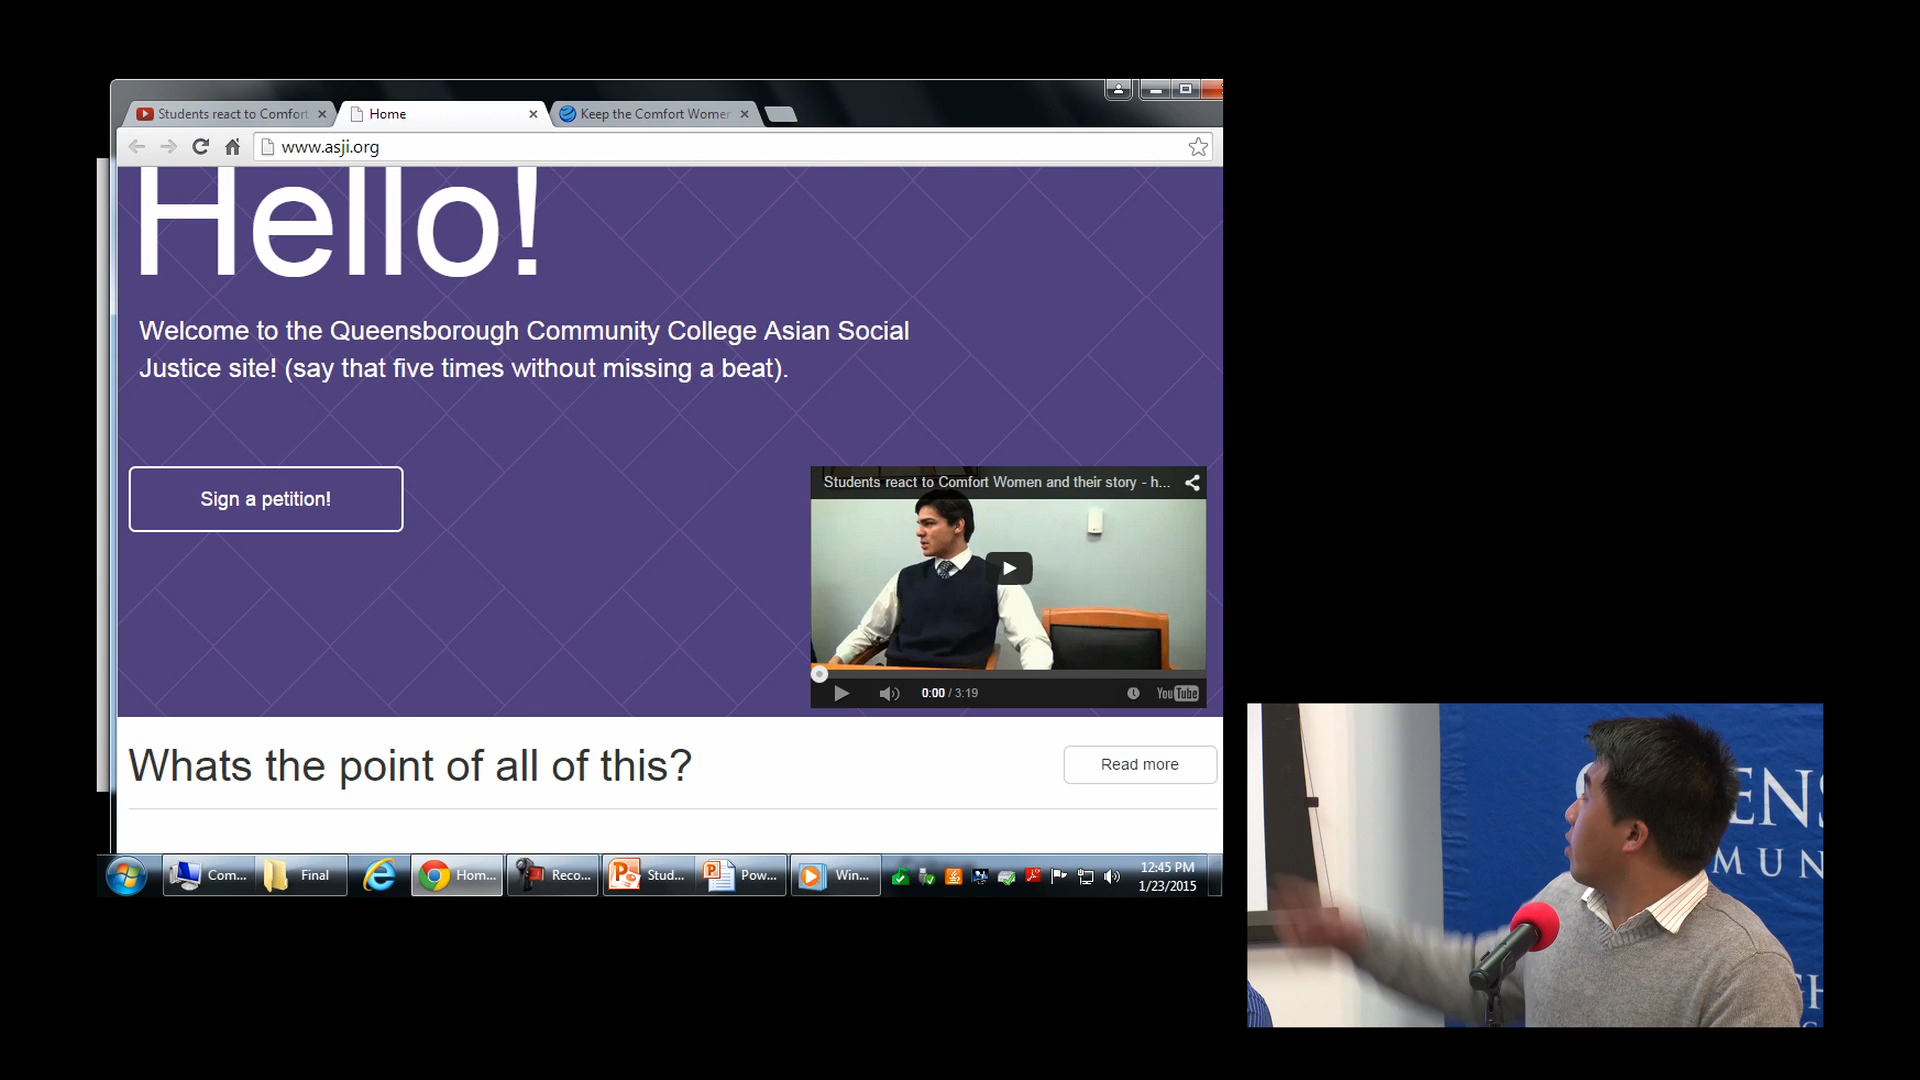 Students react to Comfort
Home
Keep the Comfort Women
www.asji.org
Hello!
Welcome to the Queensborough Community College Asian Social
Justice site! (say that five times without missing a beat).
Sign a petition!
Students react to Comfort Women and their story - h...
0:00 / 3:19
YouTube
Whats the point of all of this?
Read more
Com...
Final
Hom...
Reco...
Stud...
Pow...
Win...
12:45 PM
1/23/2015
ENS
MUN